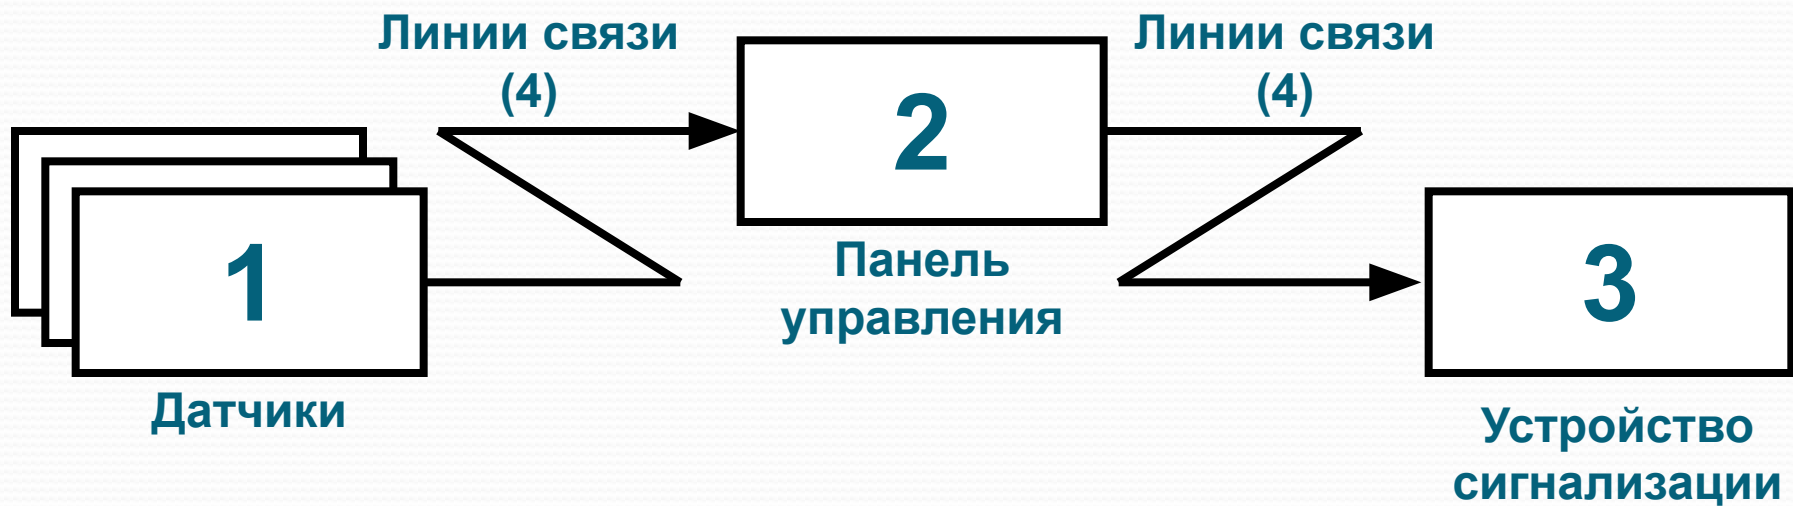 Линии связи
(4)
Линии связи
(4)
2
1
3
Панель
управления
Датчики
Устройство
сигнализации